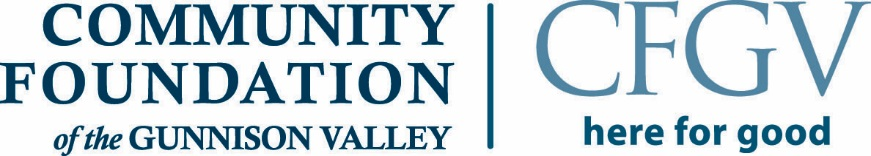 COMMUNITY
FOUNDATION
of the GUNNISON VALLEY
CFGV
here for good